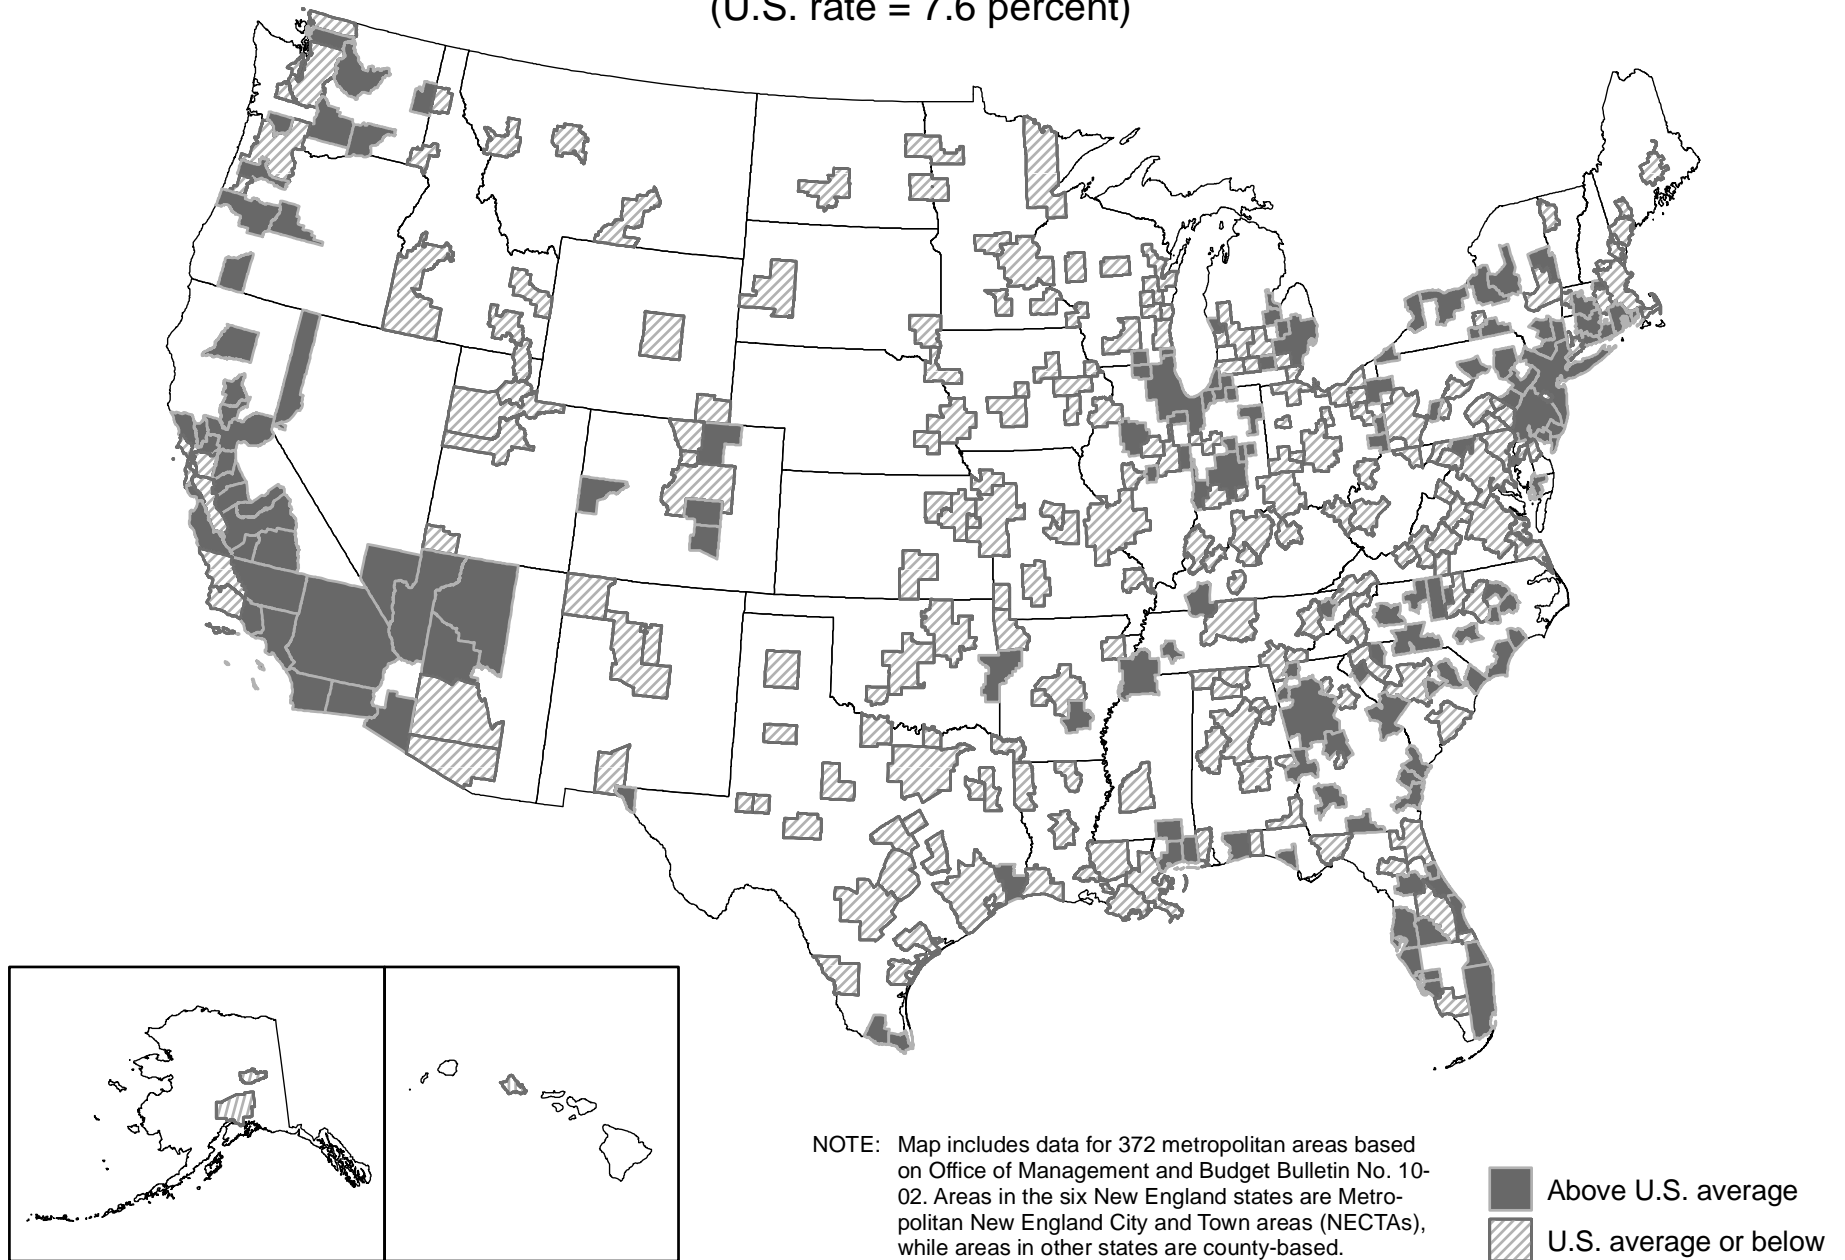 (U.S. rate = 7.6 percent)
NOTE: Map includes data for 372 metropolitan areas based
on Office of Management and Budget Bulletin No. 10-
02. Areas in the six New England states are Metro-
politan New England City and Town areas (NECTAs),
while areas in other states are county-based.
Above U.S. average
U.S. average or below